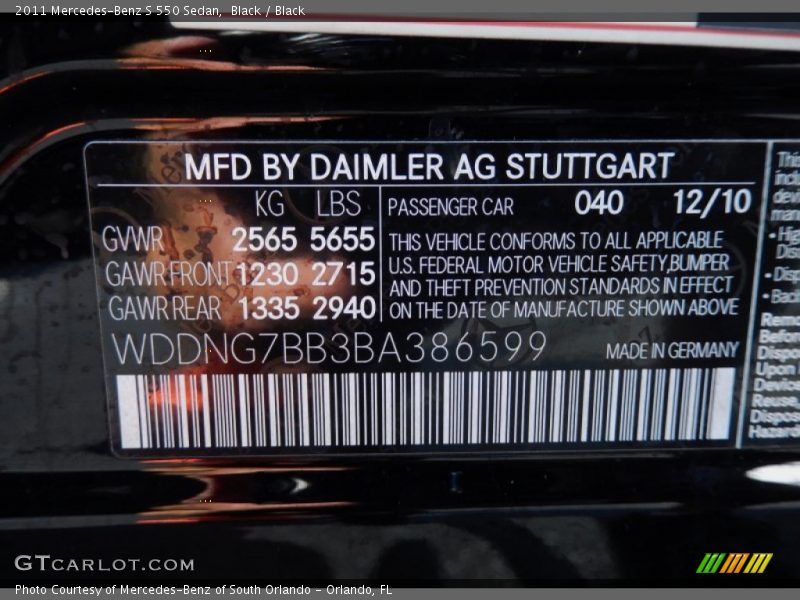 2011 Mercedes-Benz S 550 Sedan, Black / Black
MFD BY DAIMLER AG STUTTGART
KG LBS
GVWR 2565 5655
GAWR FRONT 1230 2715
GAWR REAR 1335 2940
PASSENGER CAR 040 12/10
THIS VEHICLE CONFORMS TO ALL APPLICABLE
U.S. FEDERAL MOTOR VEHICLE SAFETY, BUMPER
AND THEFT PREVENTION STANDARDS IN EFFECT
ON THE DATE OF MANUFACTURE SHOWN ABOVE
WDDNG7BB3BA386599
MADE IN GERMANY
GTCARLOT.COM
Photo Courtesy of Mercedes-Benz of South Orlando - Orlando, FL